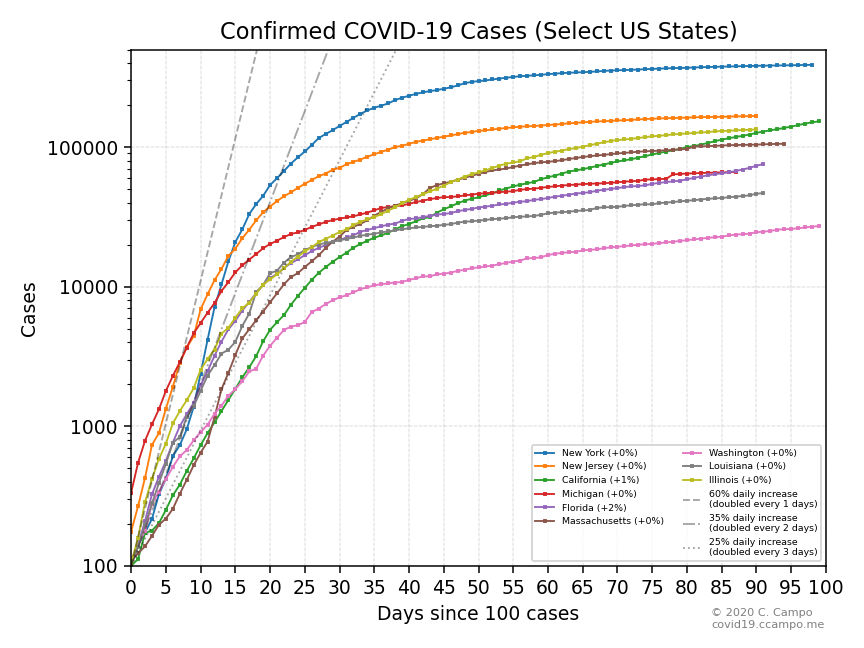 Confirmed COVID-19 Cases (Select US States)
Cases
100000
10000
1000
100
0 5 10 15 20 25 30 35 40 45 50 55 60 65 70 75 80 85 90 95 100
Days since 100 cases
New York (+0%)
New Jersey (+0%)
California (+1%)
Michigan (+0%)
Florida (+2%)
Massachusetts (+0%)
Washington (+0%)
Louisiana (+0%)
Illinois (+0%)
60% daily increase
(doubled every 1 days)
35% daily increase
(doubled every 2 days)
25% daily increase
(doubled every 3 days)
© 2020 C. Campo
covid19.ccampo.me